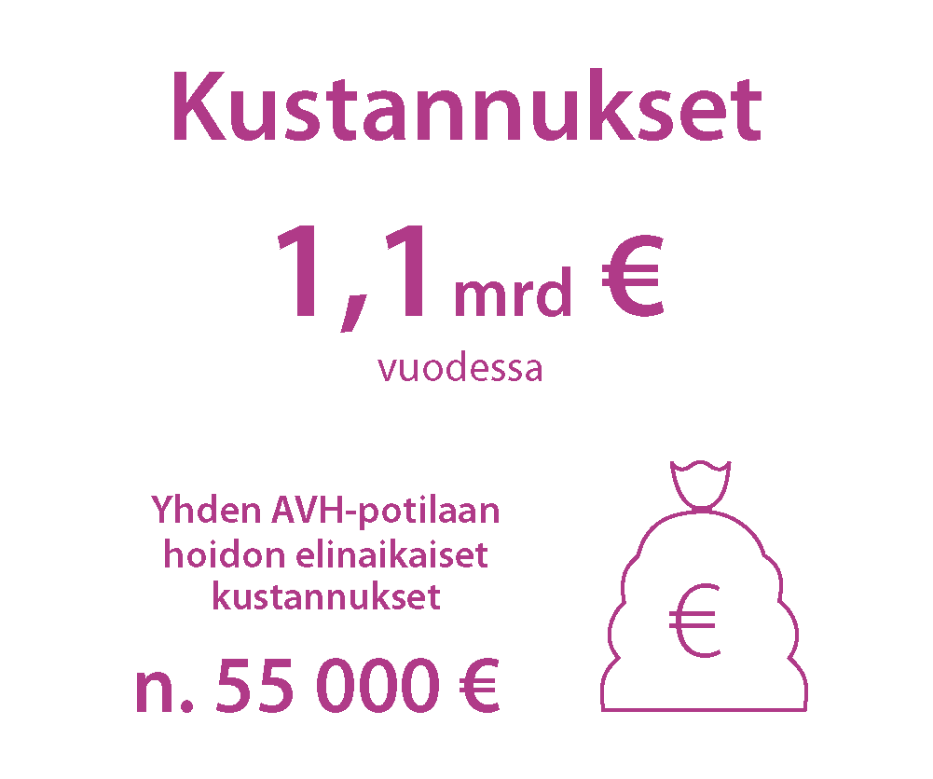 Kustannukset
1,1 mrd €
vuodessa
Yhden AVH-potilaan
hoidon elinaikaiset
kustannukset
n. 55 000 €
€